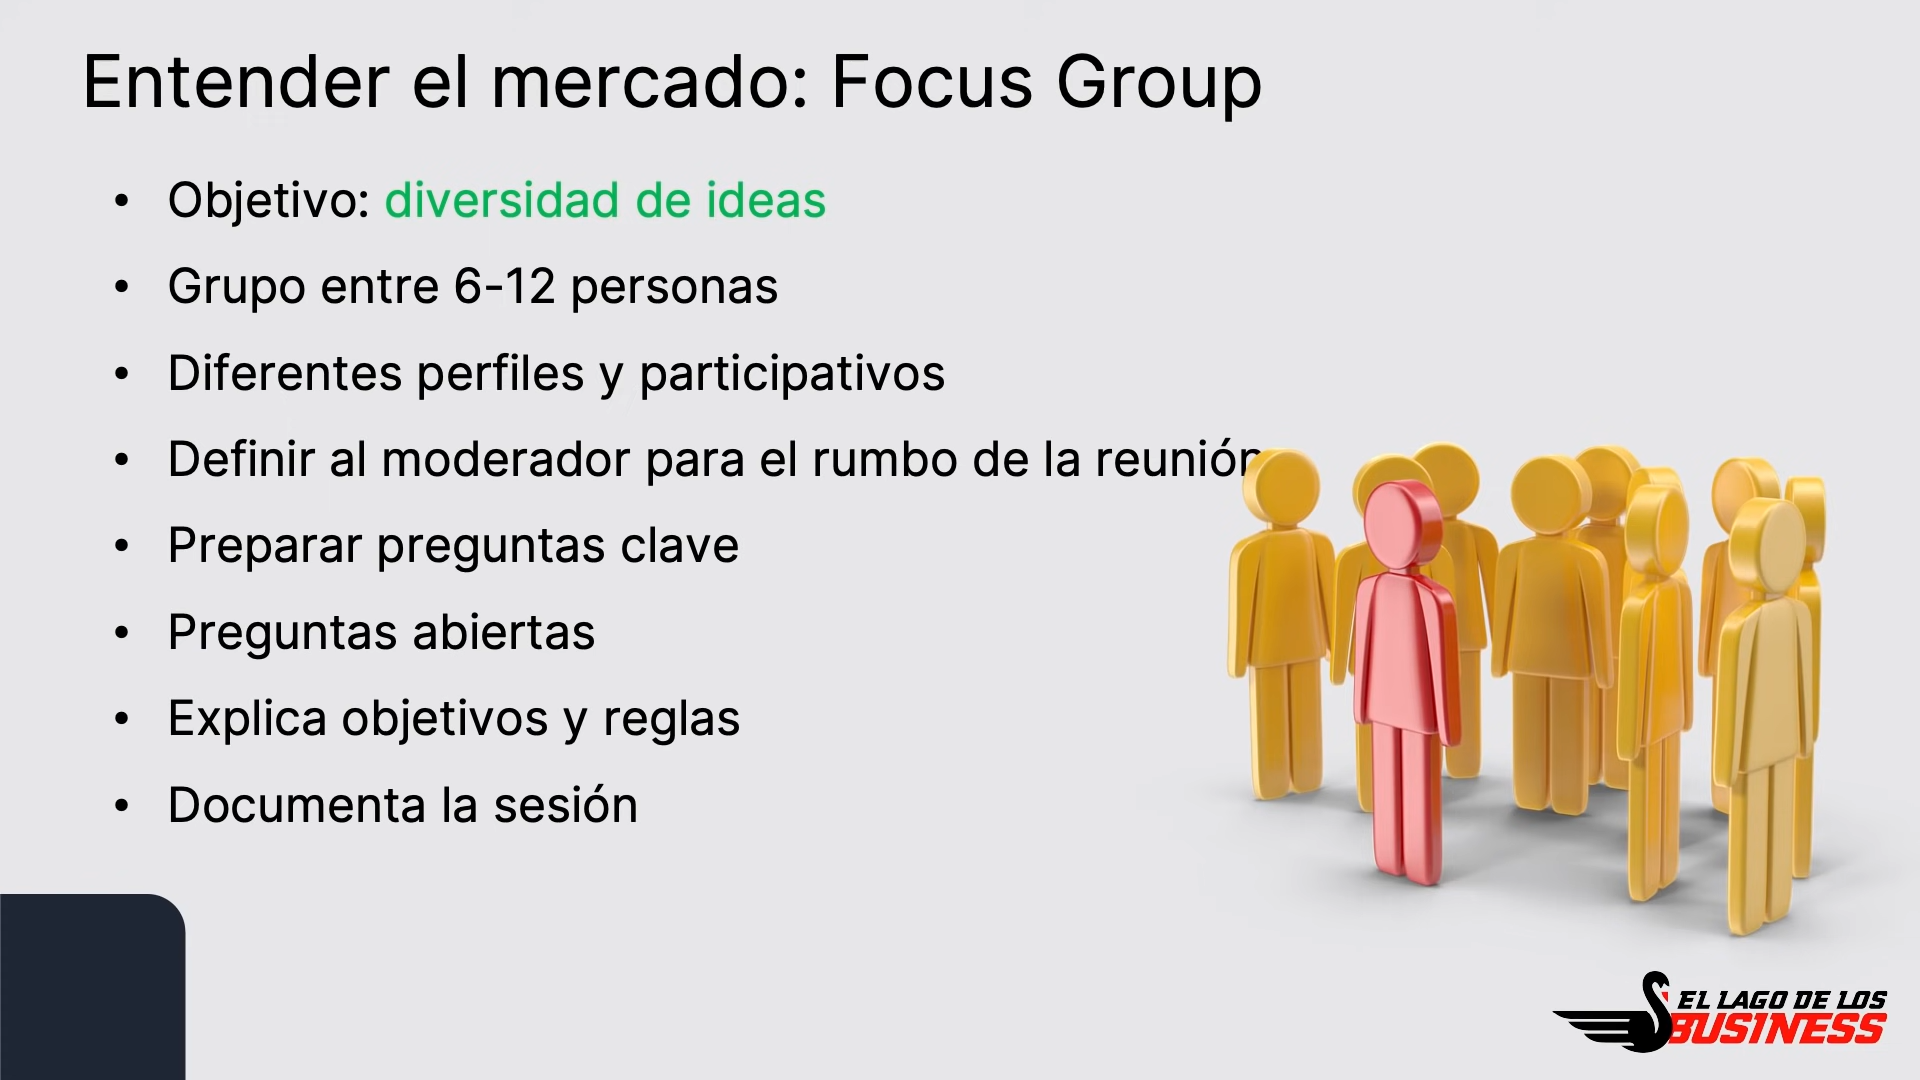 Entender el mercado: Focus Group
• Objetivo: diversidad de ideas
• Grupo entre 6-12 personas
• Diferentes perfiles y participativos
• Definir al moderador para el rumbo de la reunión
• Preparar preguntas clave
• Preguntas abiertas
• Explica objetivos y reglas
• Documenta la sesión
EL LAGO DE LOS
BUSINESS